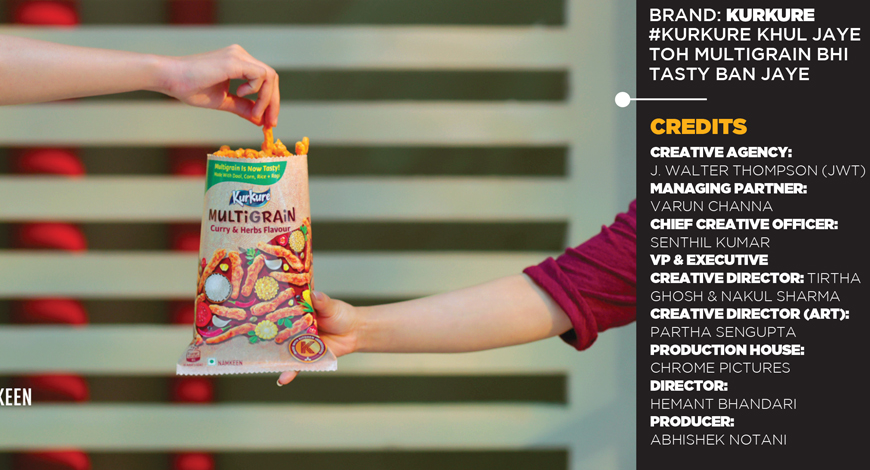 Multigrain Is Now Tasty!
Kurkure
MULTIGRAIN
Curry & Herbs Flavour
NAMKEEN
KEEN
BRAND: KURKURE
#KURKURE KHUL JAYE
TOH MULTIGRAIN BHI
TASTY BAN JAYE
CREDITS
CREATIVE AGENCY:
J. WALTER THOMPSON (JWT)
MANAGING PARTNER:
VARUN CHANNA
CHIEF CREATIVE OFFICER:
SENTHIL KUMAR
VP & EXECUTIVE
CREATIVE DIRECTOR: TIRTHA
GHOSH & NAKUL SHARMA
CREATIVE DIRECTOR (ART):
PARTHA SENGUPTA
PRODUCTION HOUSE:
CHROME PICTURES
DIRECTOR:
HEMANT BHANDARI
PRODUCER:
ABHISHEK NOTANI